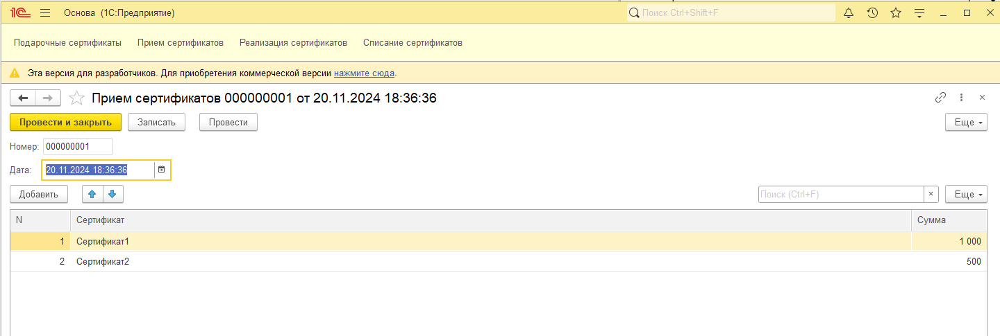 1С Основа (1С:Предприятие) Поиск Ctrl+Shift+F
Подарочные сертификаты Прием сертификатов Реализация сертификатов Списание сертификатов
Эта версия для разработчиков. Для приобретения коммерческой версии нажмите сюда.
Прием сертификатов 000000001 от 20.11.2024 18:36:36
Провести и закрыть Записать Провести Еще
Номер: 000000001
Дата: 20.11.2024 18:36:36
Добавить Поиск (Ctrl+F) × Еще
N Сертификат Сумма
1 Сертификат1 1 000
2 Сертификат2 500